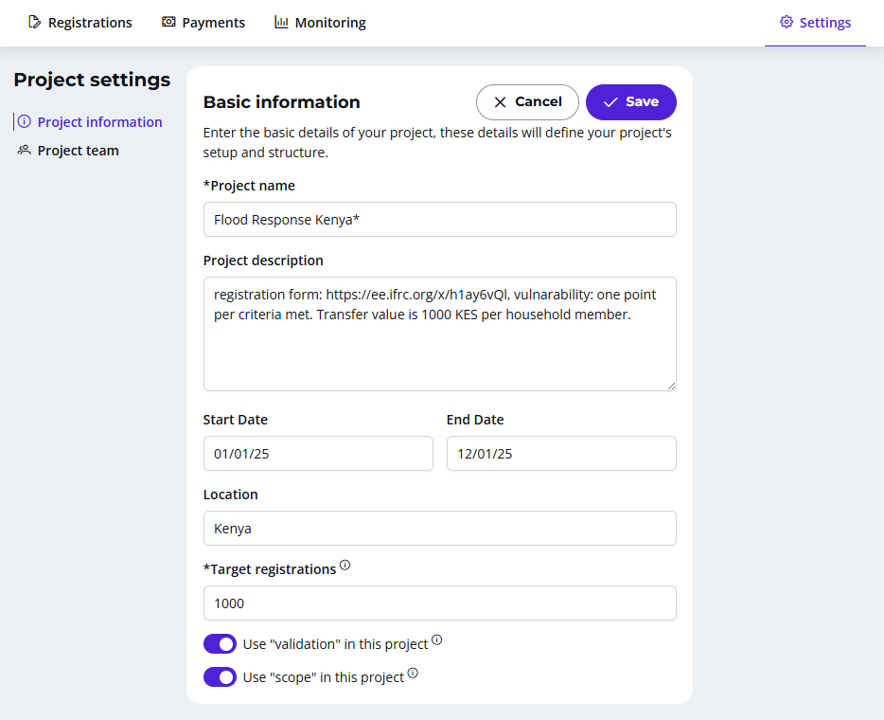 Registrations
Payments
Monitoring
Settings
Project settings
Project information
Project team
Basic information
Cancel
Save
Enter the basic details of your project, these details will define your project's
setup and structure.
*Project name
Flood Response Kenya*
Project description
registration form: https://ee.ifrc.org/x/h1ay6vQl, vulnarability: one point
per criteria met. Transfer value is 1000 KES per household member.
Start Date
End Date
01/01/25
12/01/25
Location
Kenya
*Target registrations
1000
Use "validation" in this project
Use "scope" in this project